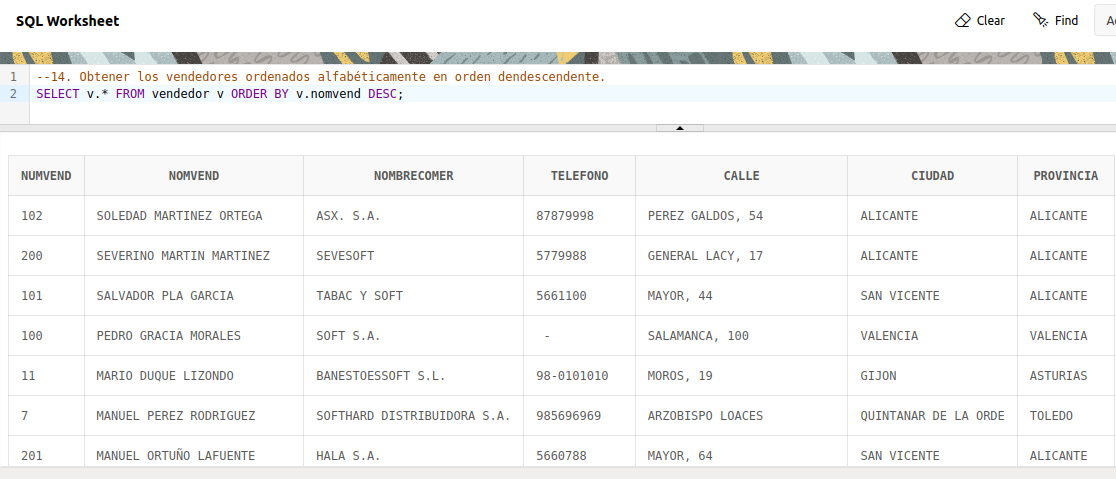 SQL Worksheet
Clear
Find
1 --14. Obtener los vendedores ordenados alfabéticamente en orden dendescendente.
2 SELECT v.* FROM vendedor v ORDER BY v.nomvend DESC;
NUMVEND NOMVEND NOMBRECOMER TELEFONO CALLE CIUDAD PROVINCIA
102 SOLEDAD MARTINEZ ORTEGA ASX. S.A. 87879998 PEREZ GALDOS, 54 ALICANTE ALICANTE
200 SEVERINO MARTIN MARTINEZ SEVESOFT 5779988 GENERAL LACY, 17 ALICANTE ALICANTE
101 SALVADOR PLA GARCIA TABAC Y SOFT 5661100 MAYOR, 44 SAN VICENTE ALICANTE
100 PEDRO GRACIA MORALES SOFT S.A. - SALAMANCA, 100 VALENCIA VALENCIA
11 MARIO DUQUE LIZONDO BANESTOESSOFT S.L. 98-0101010 MOROS, 19 GIJON ASTURIAS
7 MANUEL PEREZ RODRIGUEZ SOFTHARD DISTRIBUIDORA S.A. 985696969 ARZOBISPO LOACES QUINTANAR DE LA ORDE TOLEDO
201 MANUEL ORTUÑO LAFUENTE HALA S.A. 5660788 MAYOR, 64 SAN VICENTE ALICANTE